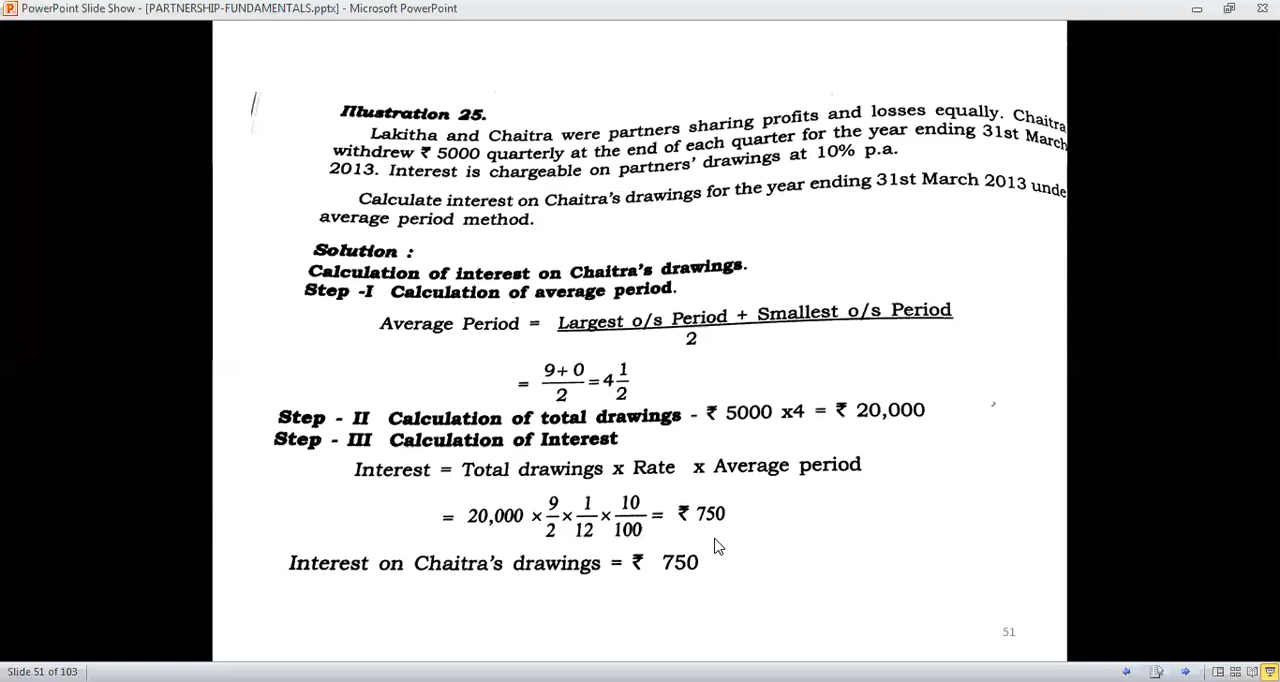 PowerPoint Slide Show - [PARTNERSHIP-FUNDAMENTALS.pptx] - Microsoft PowerPoint
Illustration 25.
Lakitha and Chaitra were partners sharing profits and losses equally. Chaitra
withdrew ₹ 5000 quarterly at the end of each quarter for the year ending 31st March
2013. Interest is chargeable on partners' drawings at 10% p.a.
Calculate interest on Chaitra's drawings for the year ending 31st March 2013 unde
average period method.
Solution :
Calculation of interest on Chaitra's drawings.
Step -I Calculation of average period.
Average Period = Largest o/s Period + Smallest o/s Period
2
= 9+0/2 = 4 1/2
Step - II Calculation of total drawings - ₹ 5000 x4 = ₹ 20,000
Step - III Calculation of Interest
Interest = Total drawings x Rate x Average period
= 20,000 × 9/2 × 1/12 × 10/100 = ₹ 750
Interest on Chaitra's drawings = ₹ 750
51
Slide 51 of 103